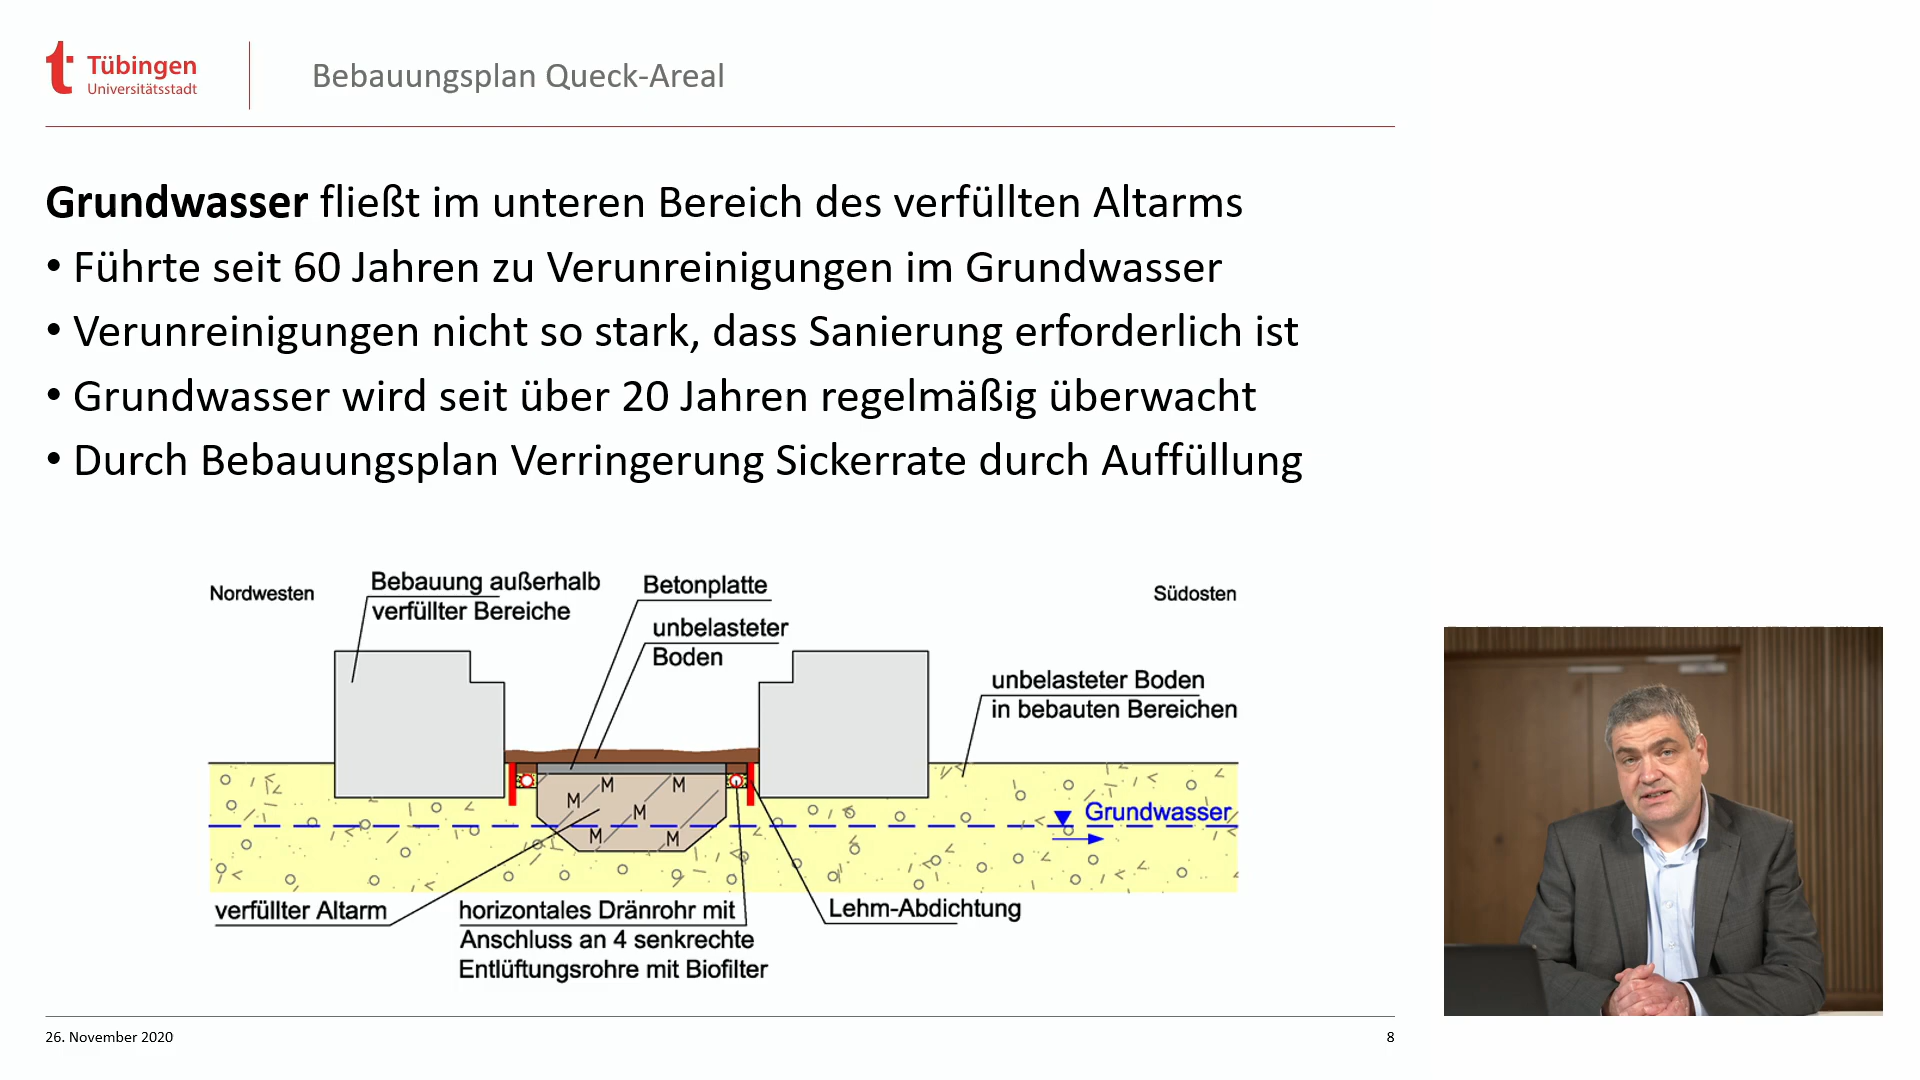 Tübingen
Universitätsstadt
Bebauungsplan Queck-Areal
Grundwasser fließt im unteren Bereich des verfüllten Altarms
• Führte seit 60 Jahren zu Verunreinigungen im Grundwasser
• Verunreinigungen nicht so stark, dass Sanierung erforderlich ist
• Grundwasser wird seit über 20 Jahren regelmäßig überwacht
• Durch Bebauungsplan Verringerung Sickerrate durch Auffüllung
Nordwesten
Bebauung außerhalb
verfüllter Bereiche
Betonplatte
unbelasteter
Boden
Südosten
unbelasteter Boden
in bebauten Bereichen
M
M
M
M
M
M
Grundwasser
verfüllter Altarm
horizontales Dränrohr mit
Anschluss an 4 senkrechte
Entlüftungsrohre mit Biofilter
Lehm-Abdichtung
26. November 2020
8